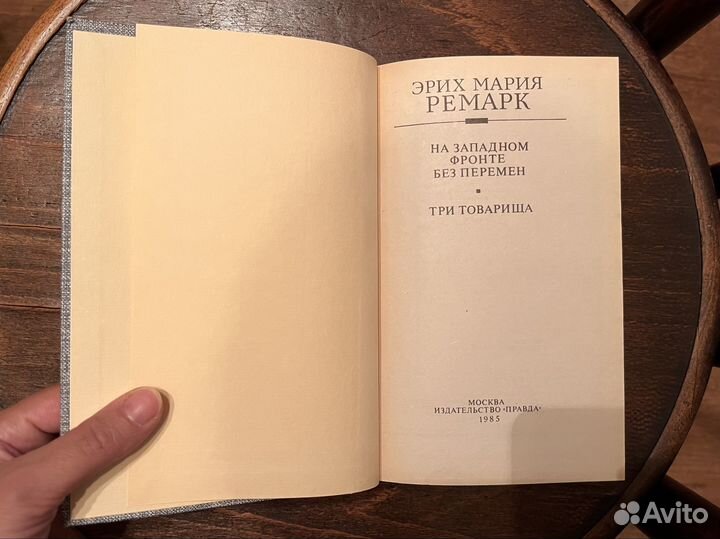 ЭРИХ МАРИЯ
РЕМАРК
НА ЗАПАДНОМ
ФРОНТЕ
БЕЗ ПЕРЕМЕН
ТРИ ТОВАРИЩА
МОСКВА
ИЗДАТЕЛЬСТВО «ПРАВДА»
1985
Avito